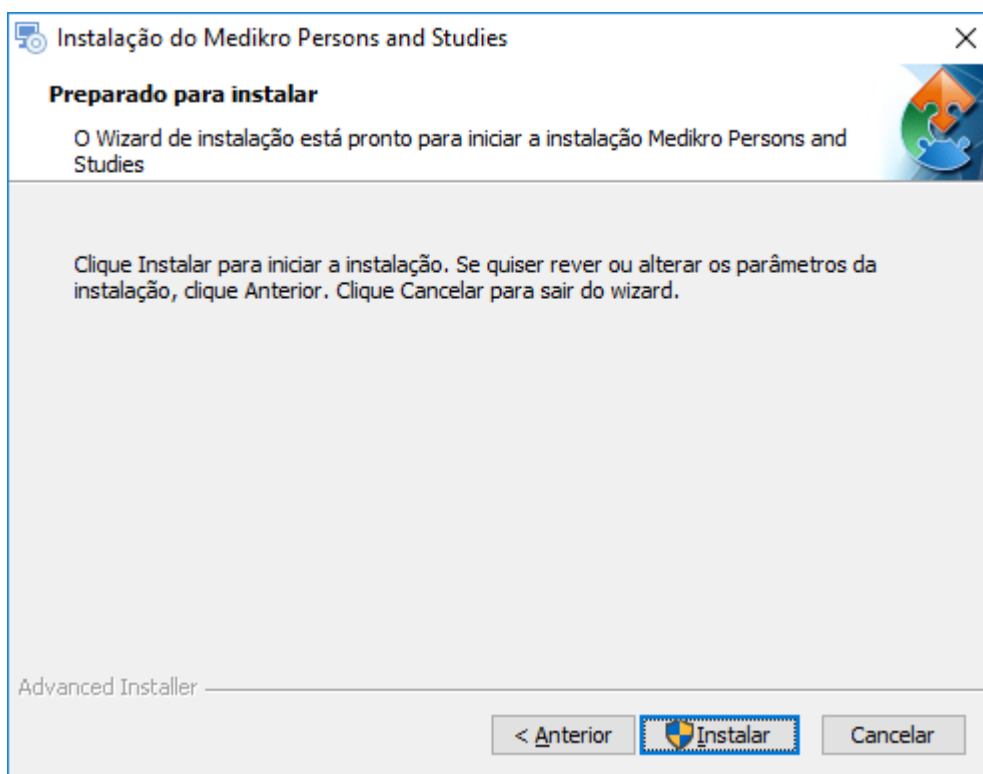 Instalação do Medikro Persons and Studies
Preparado para instalar
O Wizard de instalação está pronto para iniciar a instalação Medikro Persons and
Studies
Clique Instalar para iniciar a instalação. Se quiser rever ou alterar os parâmetros da
instalação, clique Anterior. Clique Cancelar para sair do wizard.
Advanced Installer
< Anterior
Instalar
Cancelar